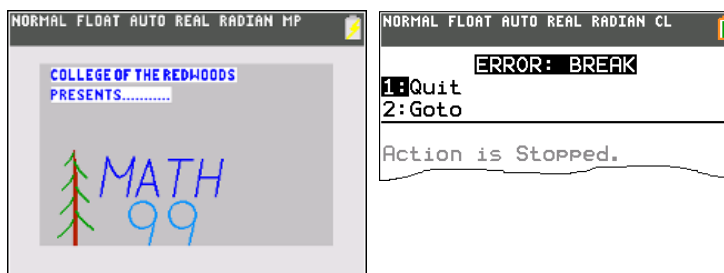 NORMAL FLOAT AUTO REAL RADIAN MP
COLLEGE OF THE REDWOODS
PRESENTS...........
MATH
99
NORMAL FLOAT AUTO REAL RADIAN CL
ERROR: BREAK
1:Quit
2:Goto
Action is Stopped.